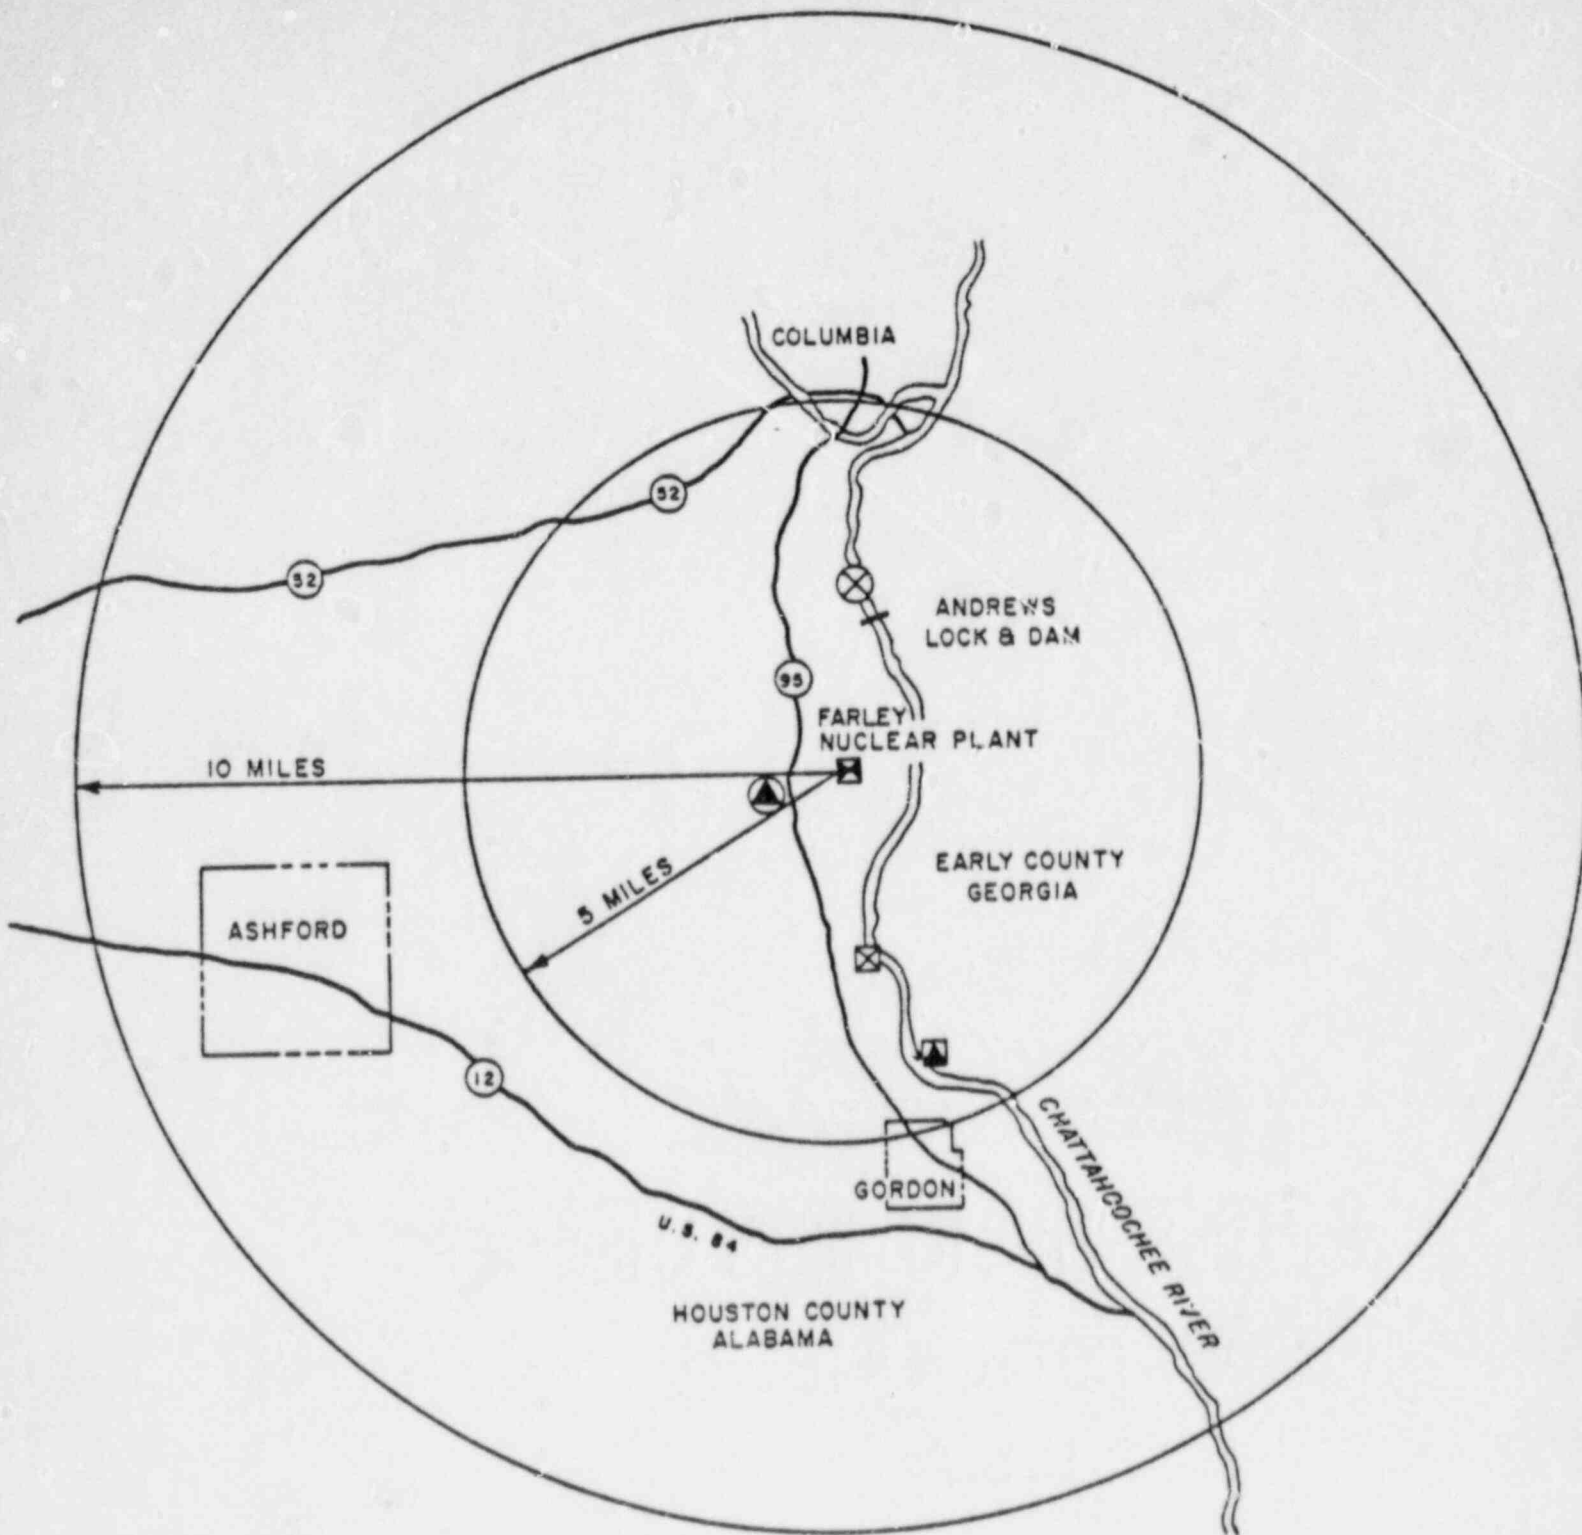 COLUMBIA
52
52
ANDREWS
LOCK & DAM
95
FARLEY
NUCLEAR PLANT
10 MILES
5 MILES
EARLY COUNTY
GEORGIA
ASHFORD
12
CHATTAHOOCHEE RIVER
GORDON
U.S. 84
HOUSTON COUNTY
ALABAMA